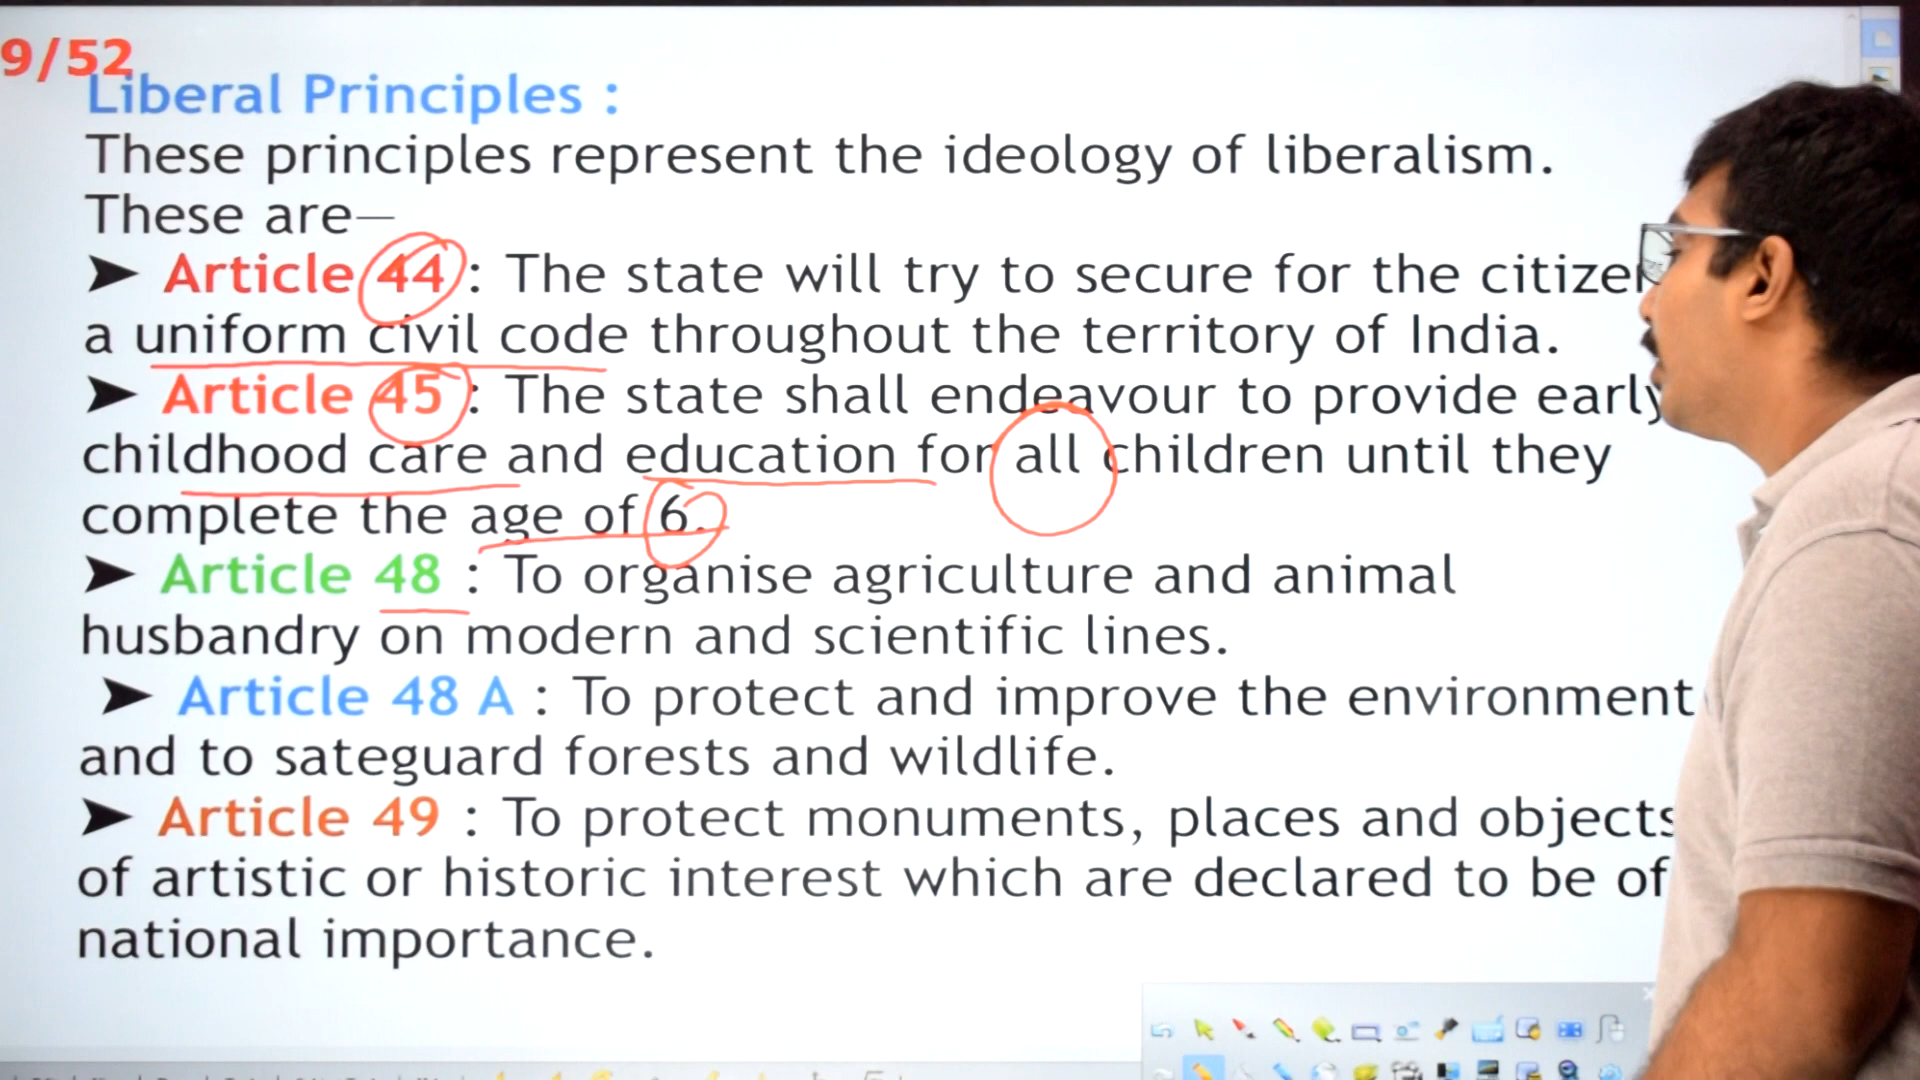 9/52
Liberal Principles :
These principles represent the ideology of liberalism.
These are—
➤ Article 44 : The state will try to secure for the citizen
a uniform civil code throughout the territory of India.
➤ Article 45 : The state shall endeavour to provide early
childhood care and education for all children until they
complete the age of 6.
➤ Article 48 : To organise agriculture and animal
husbandry on modern and scientific lines.
➤ Article 48 A : To protect and improve the environment
and to sateguard forests and wildlife.
➤ Article 49 : To protect monuments, places and objects
of artistic or historic interest which are declared to be of
national importance.